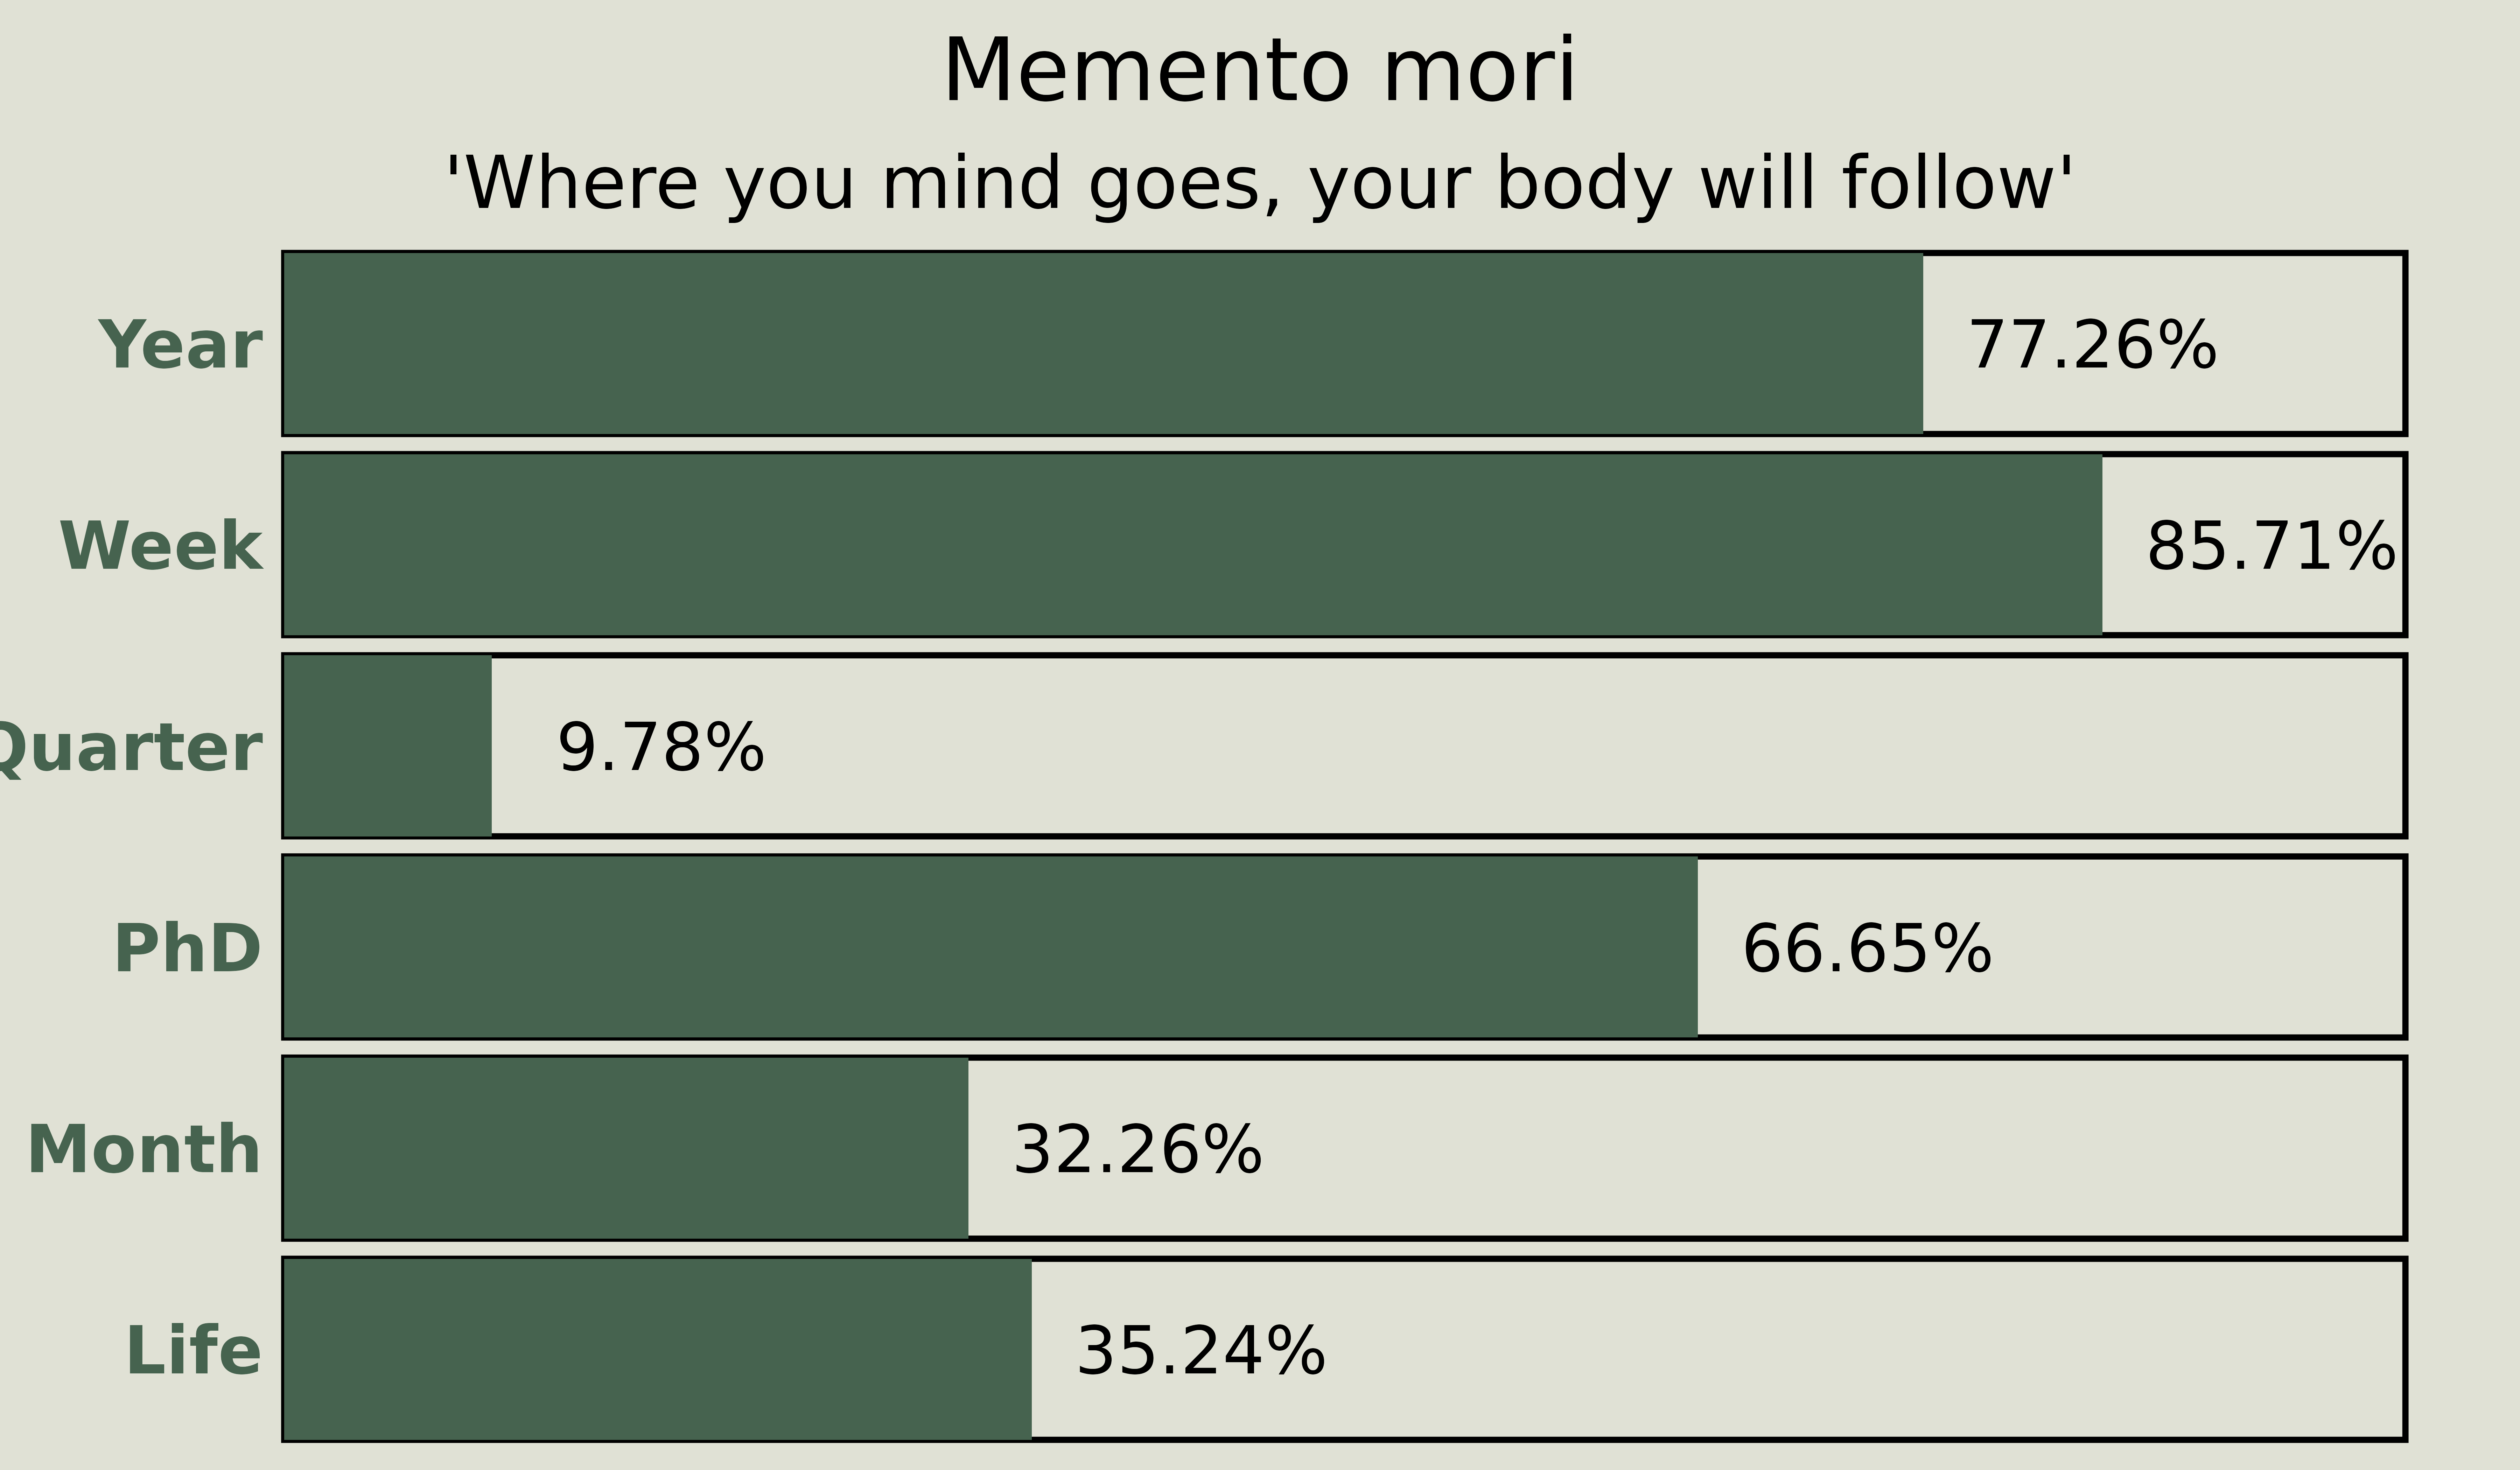 Memento mori
'Where you mind goes, your body will follow'
Year 77.26%
Week 85.71%
Quarter 9.78%
PhD 66.65%
Month 32.26%
Life 35.24%